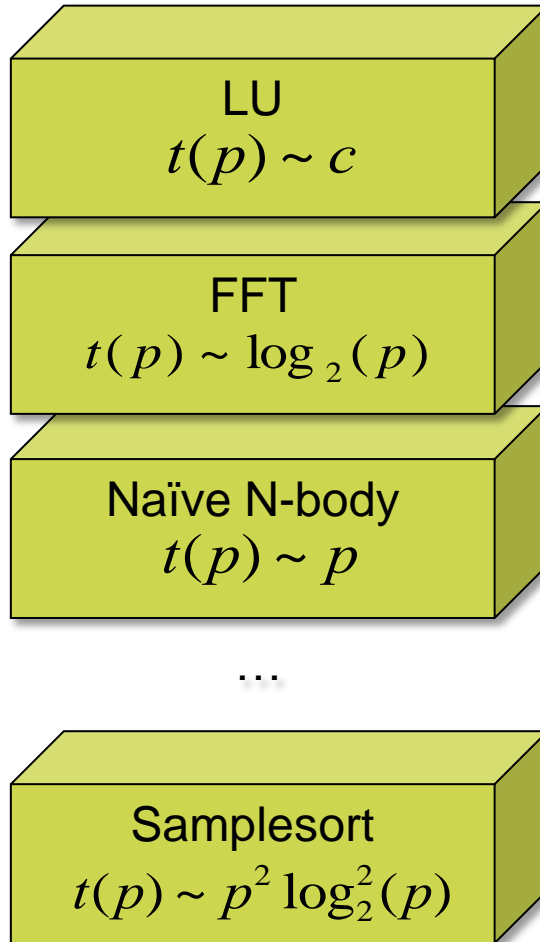 LU
t(p) ~ c
FFT
t(p) ~ log₂(p)
Naïve N-body
t(p) ~ p
…
Samplesort
t(p) ~ p² log₂²(p)